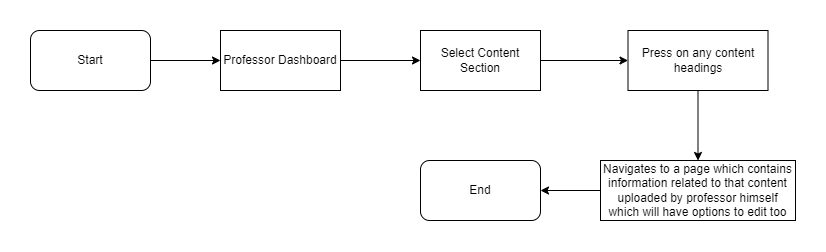 Start
Professor Dashboard
Select Content
Section
Press on any content
headings
Navigates to a page which contains
information related to that content
uploaded by professor himself
which will have options to edit too
End